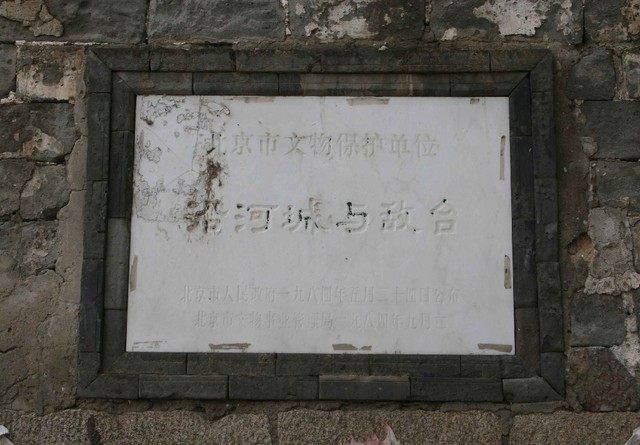 北京市文物保护单位
沿河城与敌台
北京市人民政府一九八四年五月二十四日公布
北京市文物事业管理局一九八四年九月立